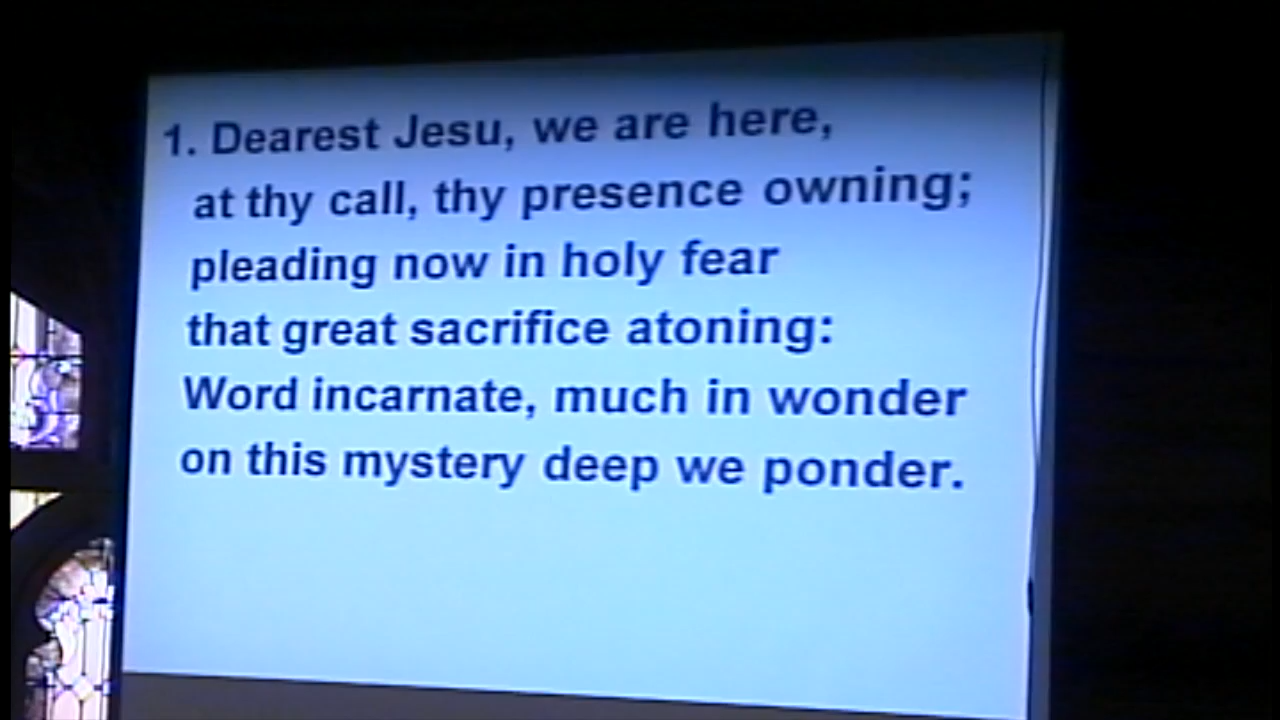 1. Dearest Jesu, we are here,
at thy call, thy presence owning;
pleading now in holy fear
that great sacrifice atoning:
Word incarnate, much in wonder
on this mystery deep we ponder.